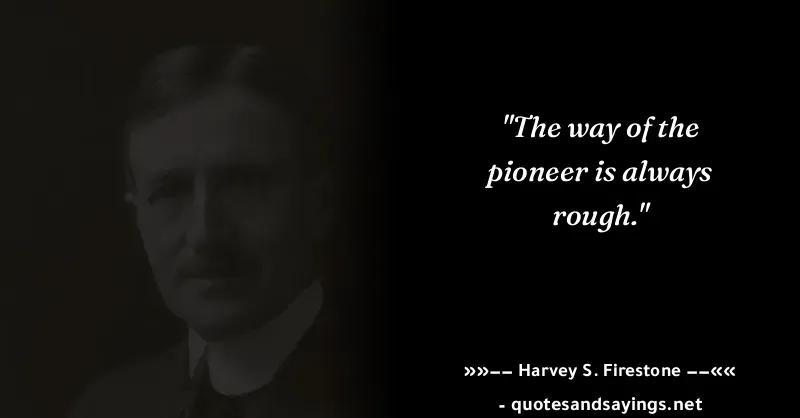 "The way of the
pioneer is always
rough."
»»−− Harvey S. Firestone −−««
- quotesandsayings.net